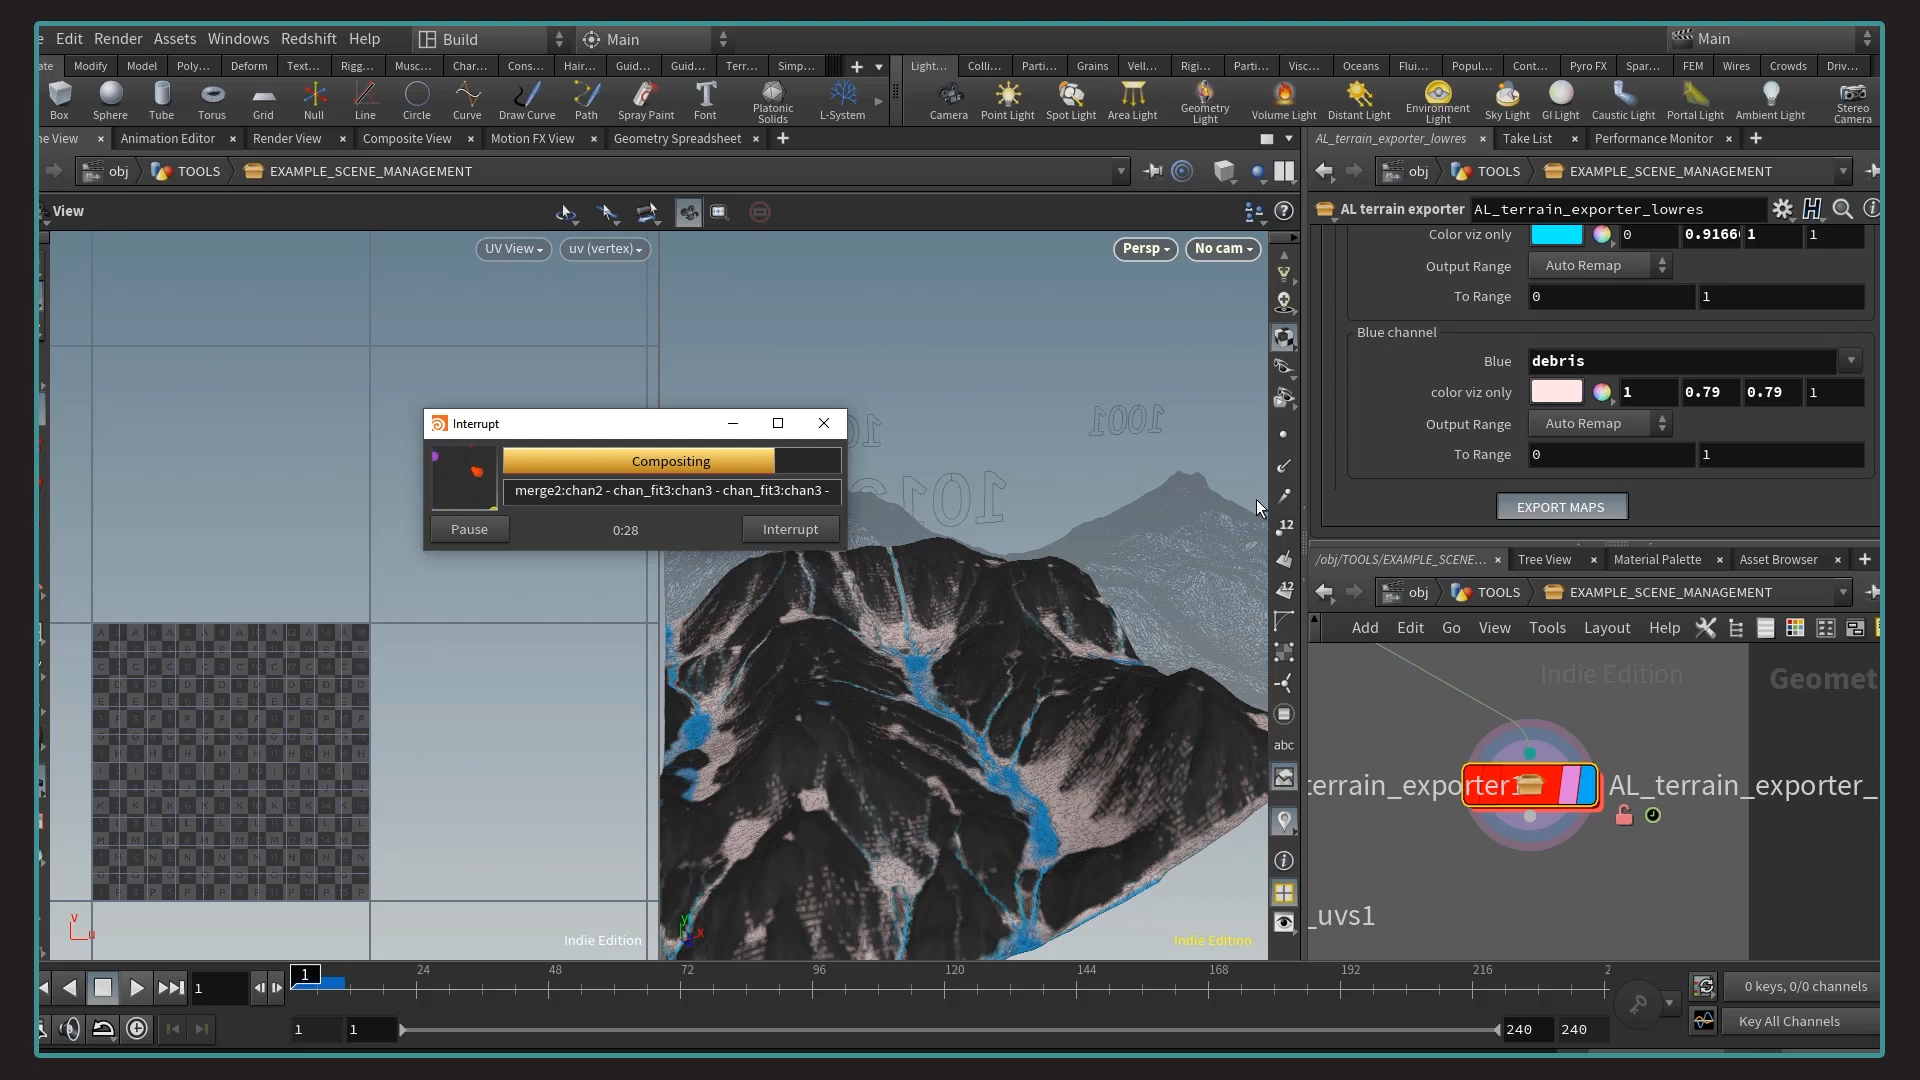 e Edit Render Assets Windows Redshift Help Build Main Main
ate Modify Model Poly... Deform Text... Rigg... Musc... Char... Cons... Hair... Guid... Guid... Terr... Simp... Light... Colli... Parti... Grains Vell... Rigi... Parti... Visc... Oceans Flui... Popul... Cont... Pyro FX Spar... FEM Wires Crowds Driv...
Box Sphere Tube Torus Grid Null Line Circle Curve Draw Curve Path Spray Paint Font Platonic Solids L-System Camera Point Light Spot Light Area Light Geometry Light Volume Light Distant Light Environment Light Sky Light GI Light Caustic Light Portal Light Ambient Light Stereo Camera
ne View Animation Editor Render View Composite View Motion FX View Geometry Spreadsheet
AL_terrain_exporter_lowres Take List Performance Monitor
obj TOOLS EXAMPLE_SCENE_MANAGEMENT
obj TOOLS EXAMPLE_SCENE_MANAGEMENT
View
AL terrain exporter AL_terrain_exporter_lowres
UV View uv (vertex) Persp No cam
Color viz only 0 0.9166 1 1
Output Range Auto Remap
To Range 0 1
Blue channel
Blue debris
color viz only 1 0.79 0.79 1
Output Range Auto Remap
To Range 0 1
EXPORT MAPS
1001
Interrupt
Compositing
merge2:chan2 - chan_fit3:chan3 - chan_fit3:chan3 -
Pause 0:28 Interrupt
12
12
abc
/obj/TOOLS/EXAMPLE_SCENE... Tree View Material Palette Asset Browser
obj TOOLS EXAMPLE_SCENE_MANAGEMENT
Add Edit Go View Tools Layout Help
Indie Edition Geomet
terrain_exporter1 AL_terrain_exporter_
_uvs1
v
u
y
x
Indie Edition
Indie Edition
1 24 48 72 96 120 144 168 192 216 2
1
0 keys, 0/0 channels
1 1 240 240
Key All Channels